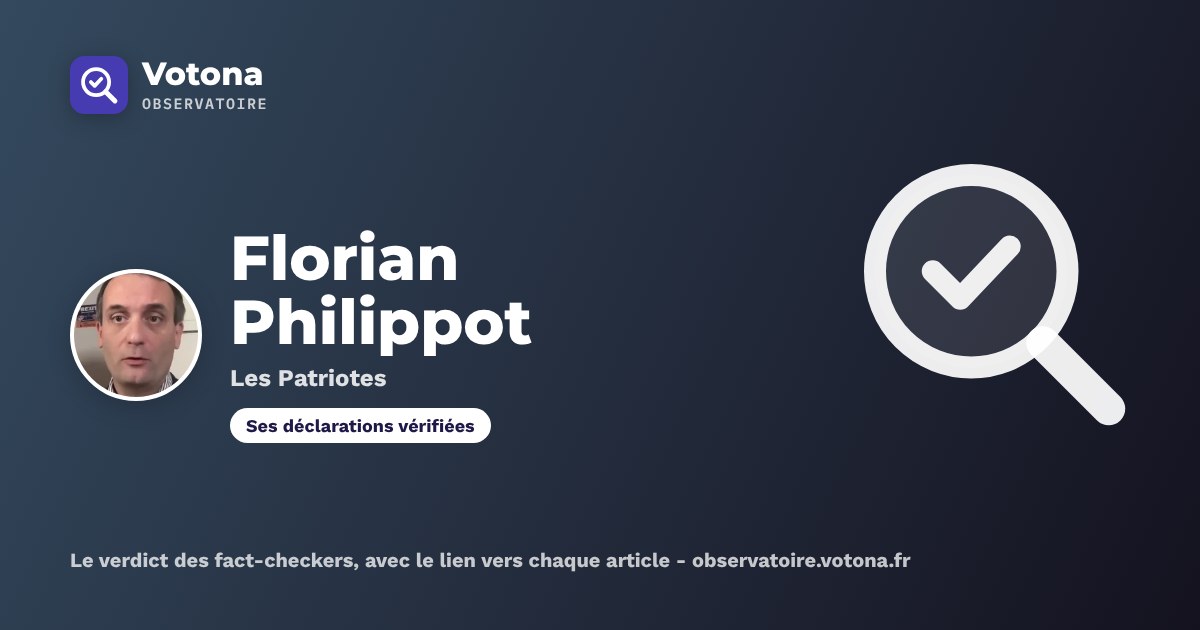 Votona
OBSERVATOIRE
Florian
Philippot
Les Patriotes
Ses déclarations vérifiées
Le verdict des fact-checkers, avec le lien vers chaque article - observatoire.votona.fr